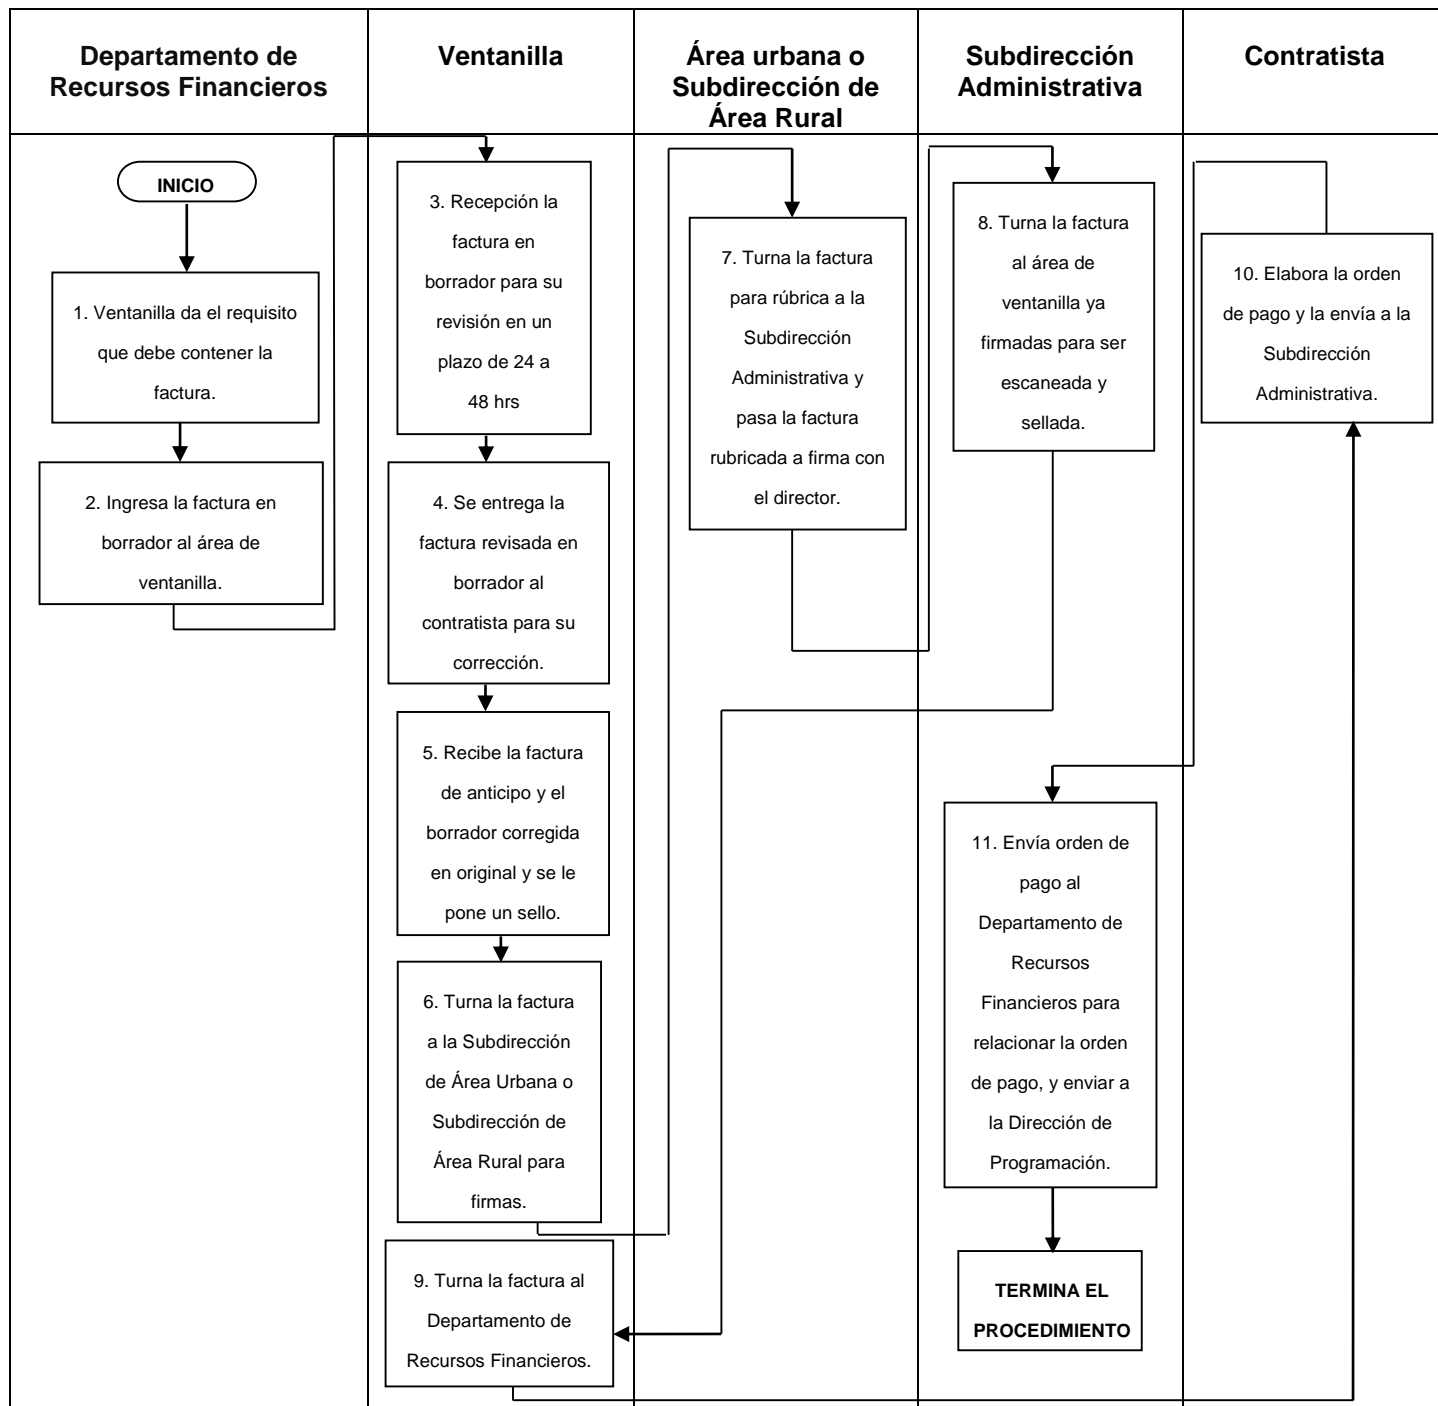 Departamento de
Recursos Financieros
Ventanilla
Área urbana o
Subdirección de
Área Rural
Subdirección
Administrativa
Contratista
INICIO
1. Ventanilla da el requisito
que debe contener la
factura.
2. Ingresa la factura en
borrador al área de
ventanilla.
3. Recepción la
factura en
borrador para su
revisión en un
plazo de 24 a
48 hrs
4. Se entrega la
factura revisada en
borrador al
contratista para su
corrección.
5. Recibe la factura
de anticipo y el
borrador corregida
en original y se le
pone un sello.
6. Turna la factura
a la Subdirección
de Área Urbana o
Subdirección de
Área Rural para
firmas.
7. Turna la factura
para rúbrica a la
Subdirección
Administrativa y
pasa la factura
rubricada a firma con
el director.
8. Turna la factura
al área de
ventanilla ya
firmadas para ser
escaneada y
sellada.
9. Turna la factura al
Departamento de
Recursos Financieros.
10. Elabora la orden
de pago y la envía a la
Subdirección
Administrativa.
11. Envía orden de
pago al
Departamento de
Recursos
Financieros para
relacionar la orden
de pago, y enviar a
la Dirección de
Programación.
TERMINA EL
PROCEDIMIENTO